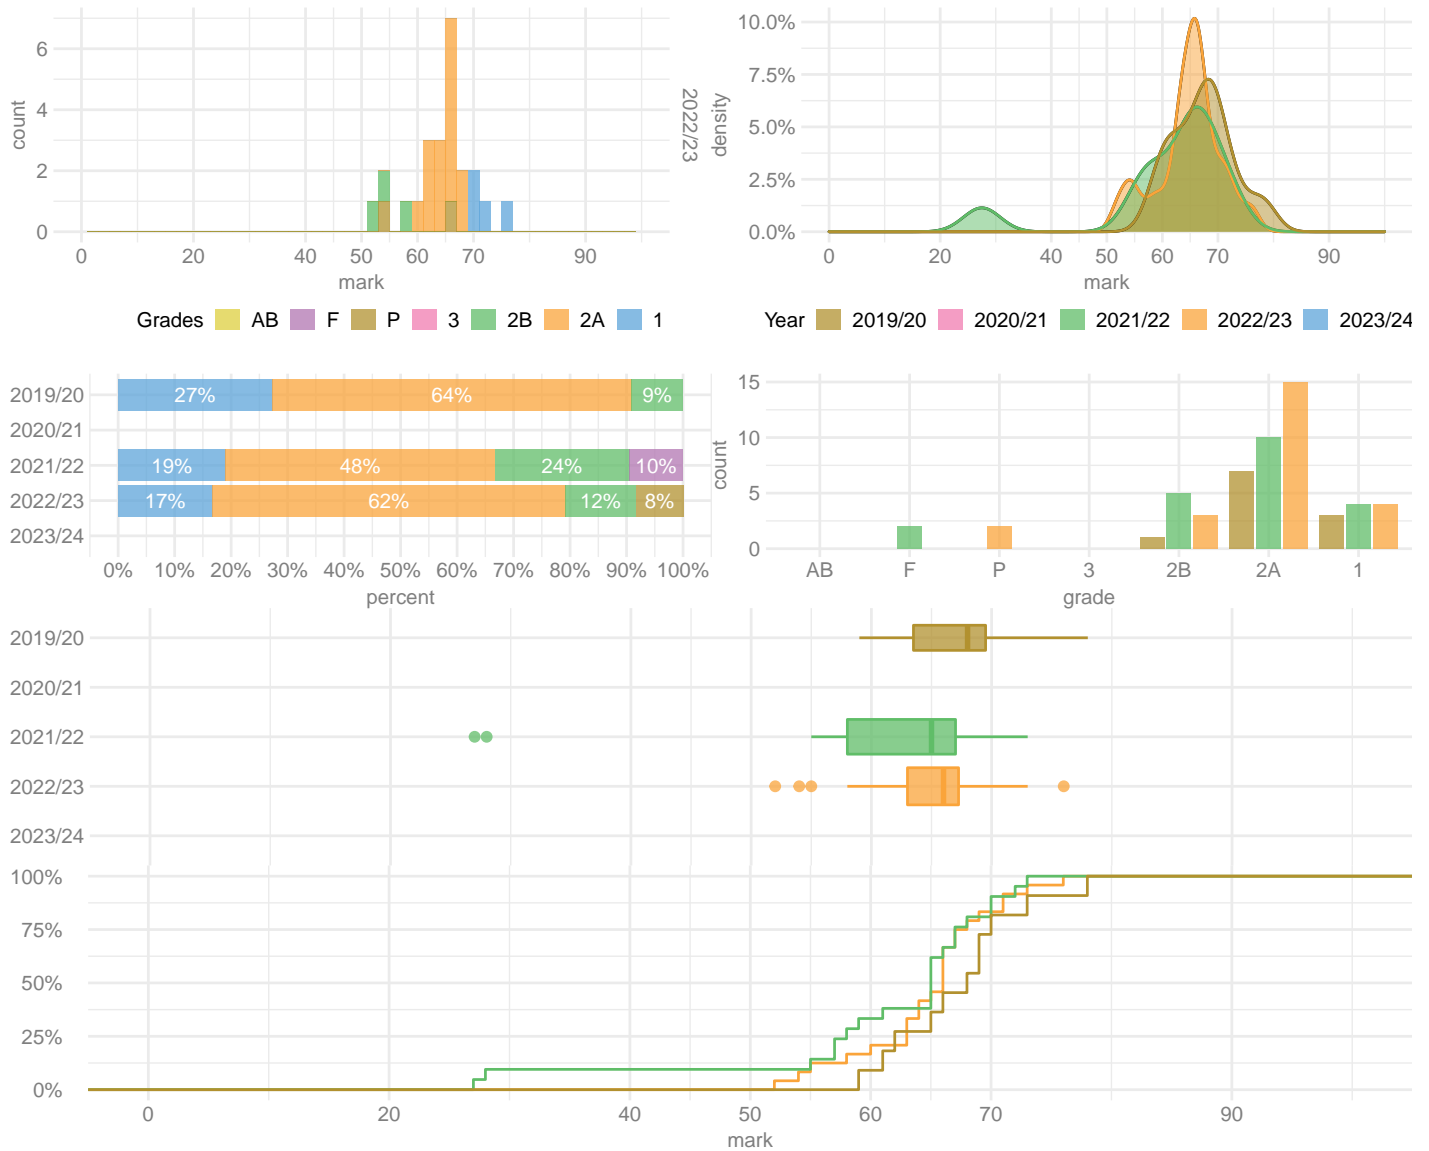 6
4
2
0
count
0 20 40 50 60 70 90
mark
2022/23
10.0%
7.5%
5.0%
2.5%
0.0%
density
0 20 40 50 60 70 90
mark
Grades AB F P 3 2B 2A 1
Year 2019/20 2020/21 2021/22 2022/23 2023/24
2019/20 27% 64% 9%
2020/21
2021/22 19% 48% 24% 10%
2022/23 17% 62% 12% 8%
2023/24
0% 10% 20% 30% 40% 50% 60% 70% 80% 90% 100%
percent
15
10
5
0
count
AB F P 3 2B 2A 1
grade
2019/20
2020/21
2021/22
2022/23
2023/24
100%
75%
50%
25%
0%
0 20 40 50 60 70 90
mark